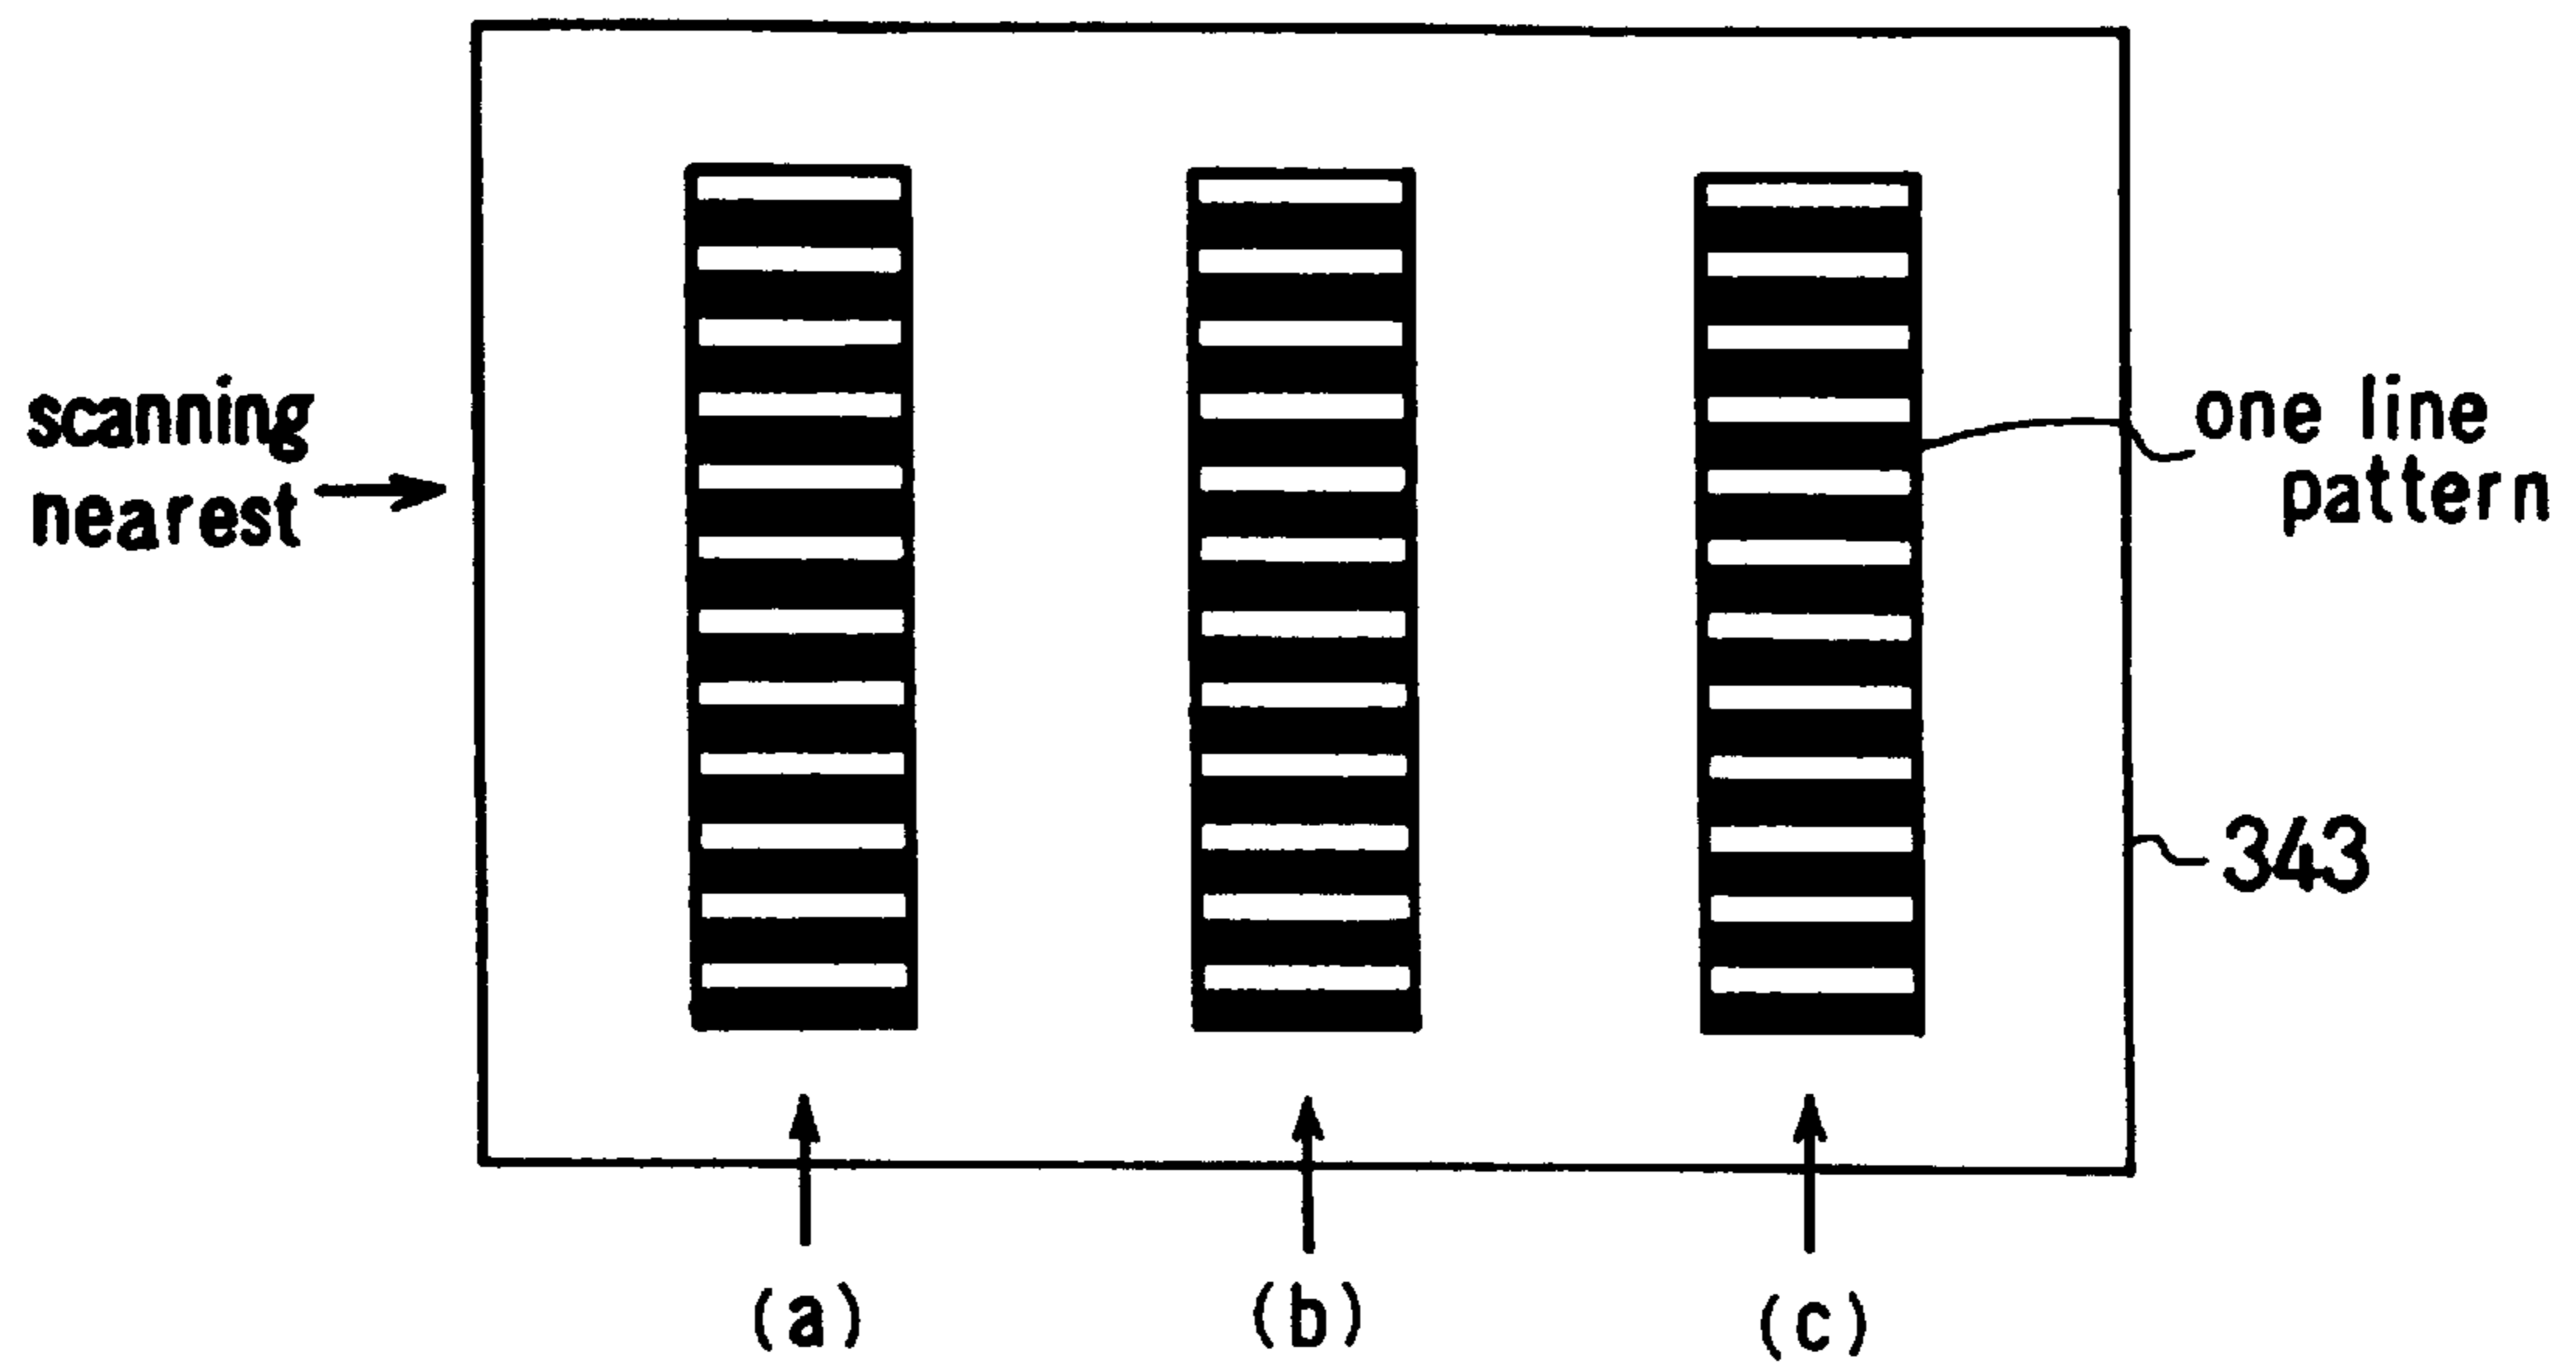 scanning
nearest
one line
pattern
343
(a)
(b)
(c)